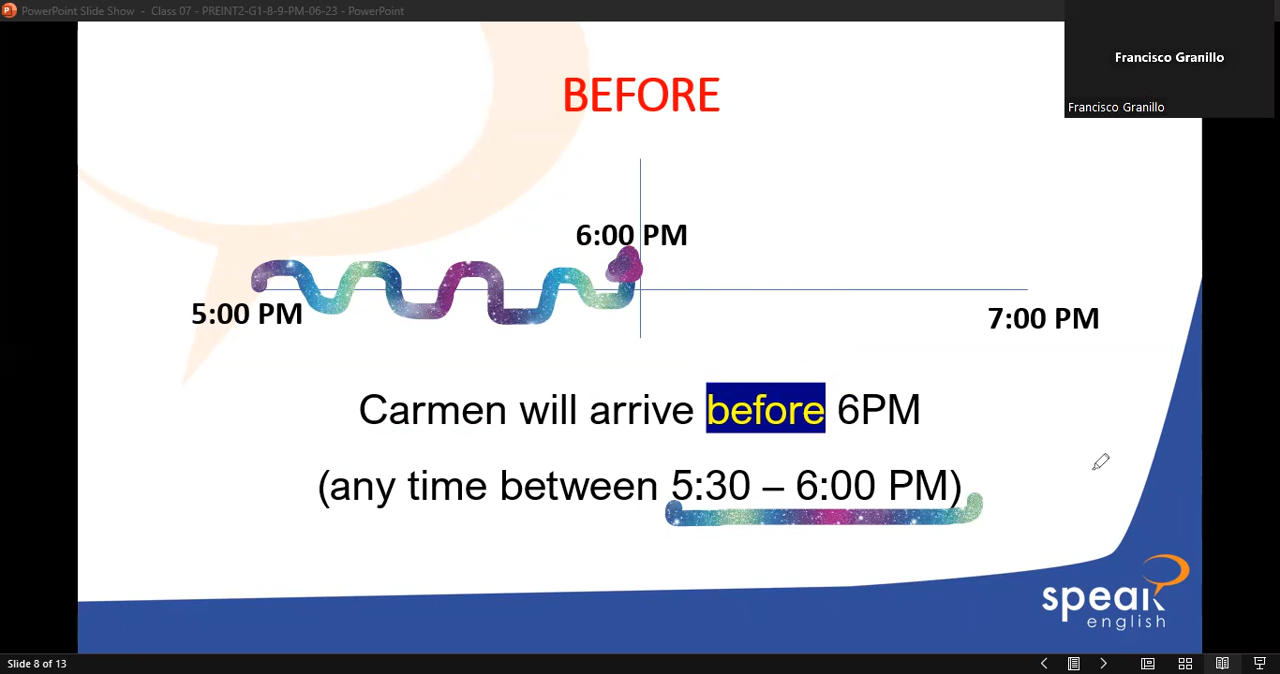 PowerPoint Slide Show - Class 07 - PREINT2-G1-8-9-PM-06-23 - PowerPoint
Francisco Granillo
Francisco Granillo
BEFORE
6:00 PM
5:00 PM
7:00 PM
Carmen will arrive before 6PM
(any time between 5:30 – 6:00 PM)
speak
english
Slide 8 of 13